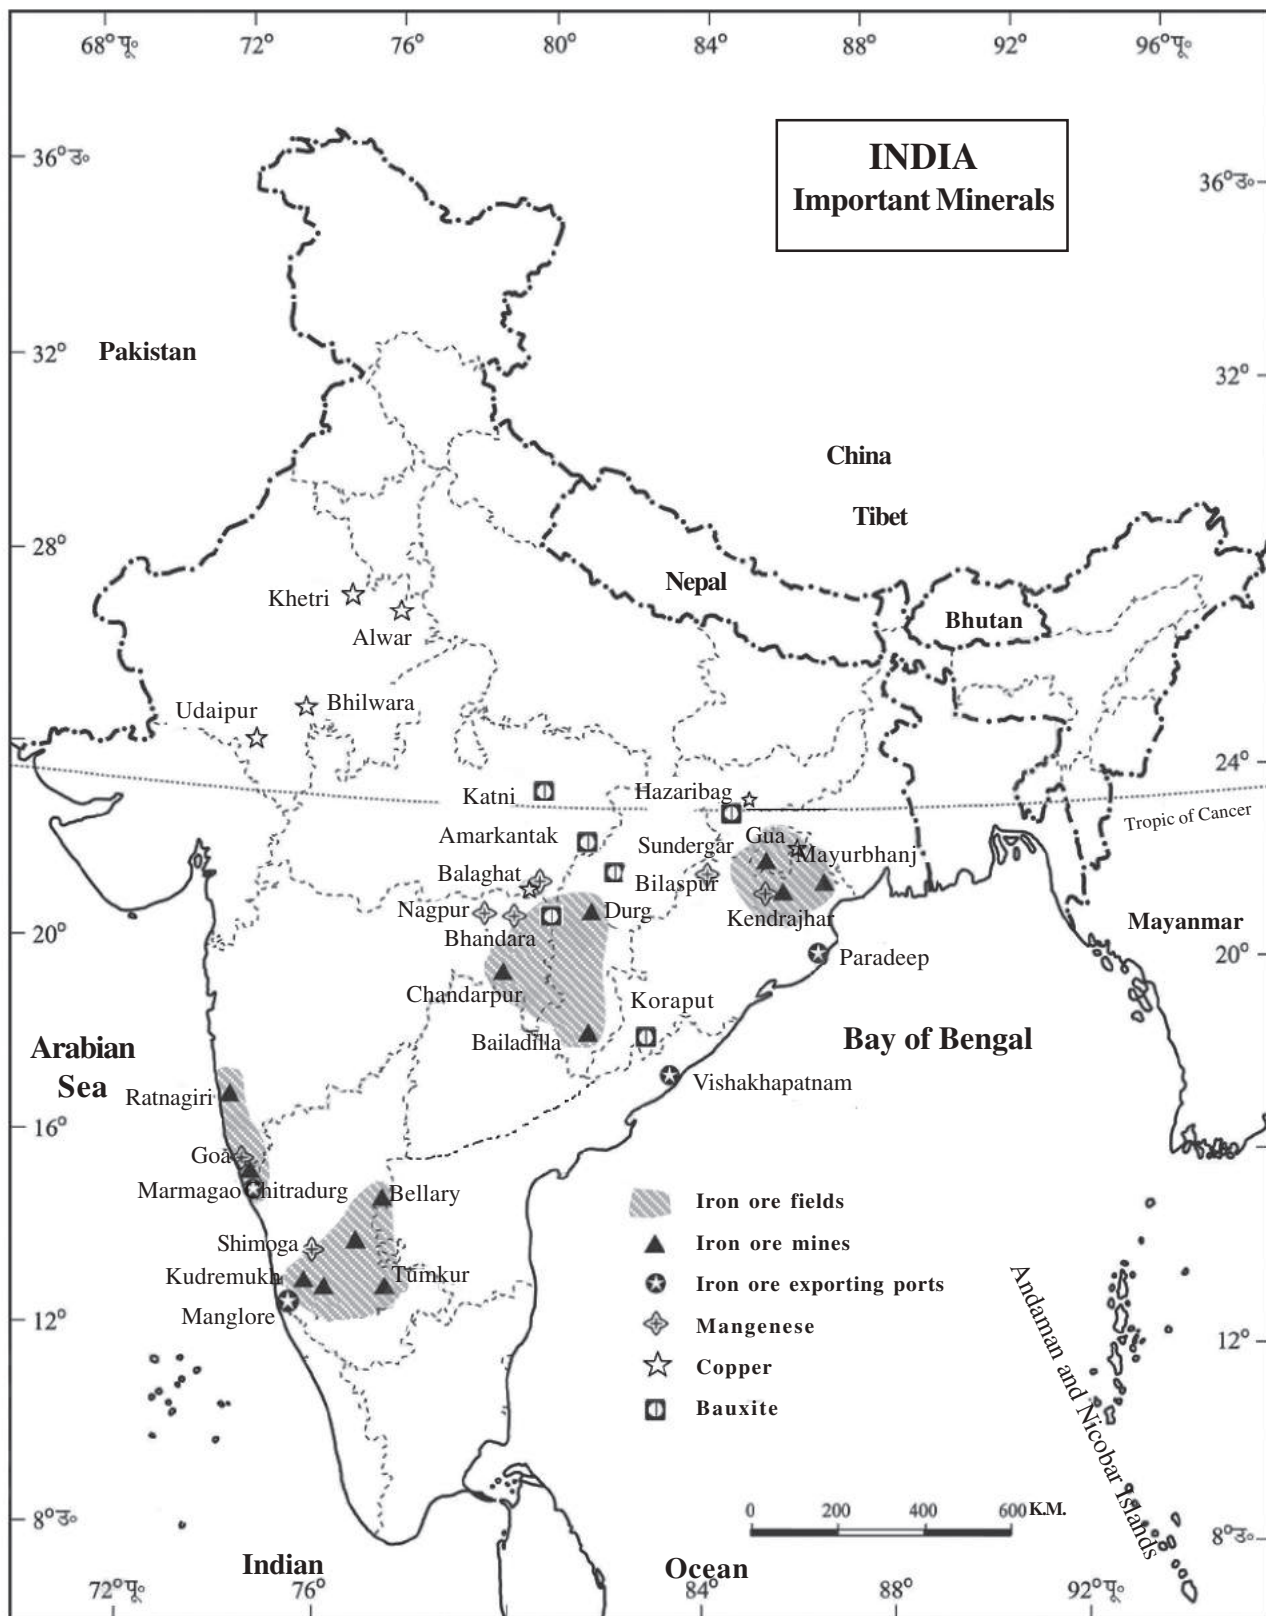 68°पू॰ 72° 76° 80° 84° 88° 92° 96°पू॰
INDIA
Important Minerals
36°उ॰
36°उ॰
32°
Pakistan
32°
China
Tibet
28°
Nepal
Khetri
Alwar
Bhutan
Udaipur
Bhilwara
24°
Katni
Hazaribag
Tropic of Cancer
Amarkantak
Sundergar
Gua
Mayurbhanj
Balaghat
Bilaspur
Nagpur
Durg
Kendrajhar
Mayanmar
20°
Bhandara
20°
Paradeep
Chandarpur
Koraput
Bailadilla
Arabian
Sea
Bay of Bengal
Vishakhapatnam
Ratnagiri
16°
Goa
Marmagao
Chitradurg
Bellary
Shimoga
Kudremukh
Tumkur
Manglore
12°
12°
Iron ore fields
Iron ore mines
Iron ore exporting ports
Mangenese
Copper
Bauxite
Andaman and Nicobar Islands
0 200 400 600 K.M.
8°उ॰
8°उ॰
Indian
Ocean
72°पू॰ 76° 84° 88° 92°पू॰